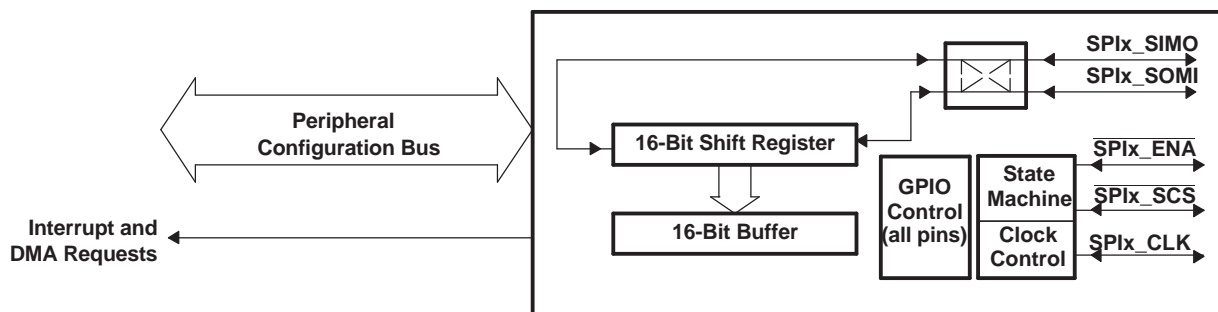 SPIx_SIMO
SPIx_SOMI
Peripheral
Configuration Bus
16-Bit Shift Register
SPIx_ENA
GPIO
Control
(all pins)
State
Machine
SPIx_SCS
Interrupt and
DMA Requests
16-Bit Buffer
Clock
Control
SPIx_CLK